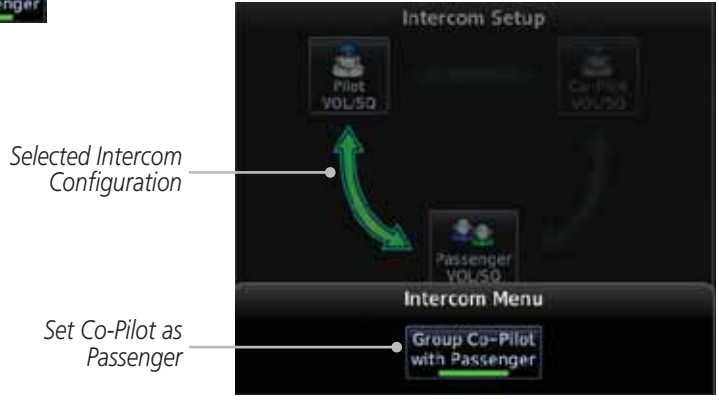 Intercom Setup
Pilot
VOL/SQ
Co-Pilot
VOL/SQ
Selected Intercom
Configuration
Passenger
VOL/SQ
Intercom Menu
Set Co-Pilot as
Passenger
Group Co-Pilot
with Passenger